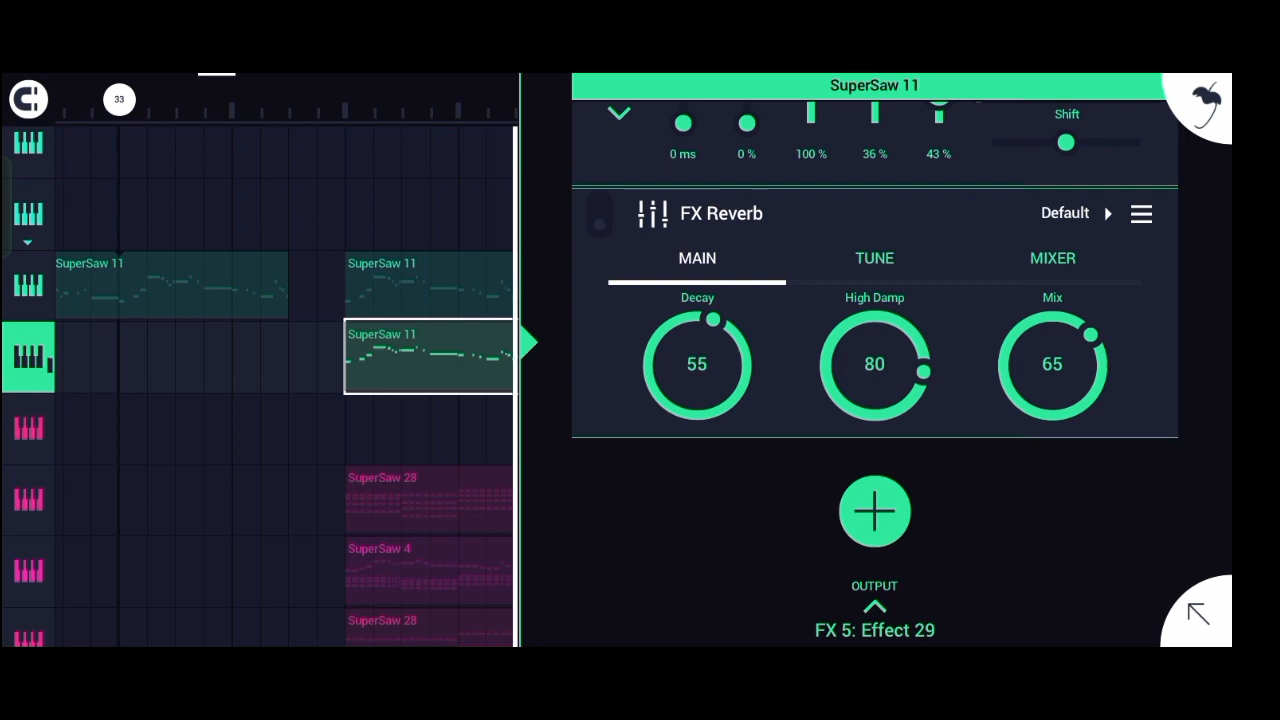 SuperSaw 11
33
Shift
0 ms
0 %
100 %
36 %
43 %
FX Reverb
Default
MAIN
TUNE
MIXER
SuperSaw 11
SuperSaw 11
Decay
High Damp
Mix
SuperSaw 11
55
80
65
SuperSaw 28
SuperSaw 4
OUTPUT
SuperSaw 28
FX 5: Effect 29